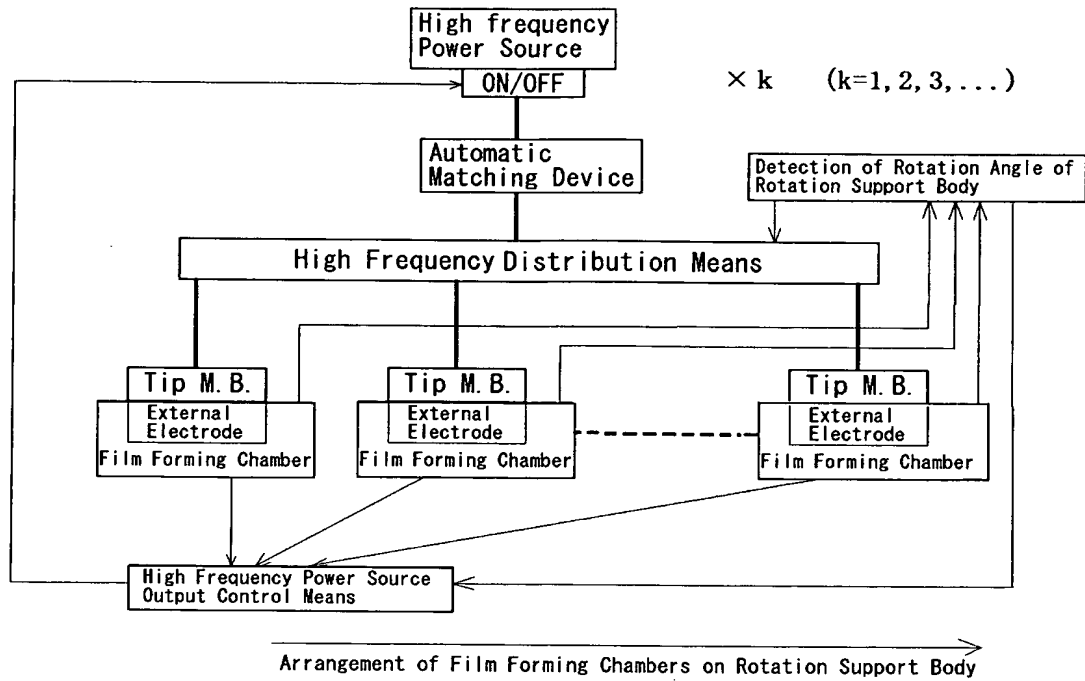 High frequency
Power Source
ON/OFF
× k (k=1, 2, 3, ...)
Automatic
Matching Device
Detection of Rotation Angle of
Rotation Support Body
High Frequency Distribution Means
Tip M. B.
External
Electrode
Film Forming Chamber
Tip M. B.
External
Electrode
Film Forming Chamber
Tip M. B.
External
Electrode
Film Forming Chamber
High Frequency Power Source
Output Control Means
Arrangement of Film Forming Chambers on Rotation Support Body